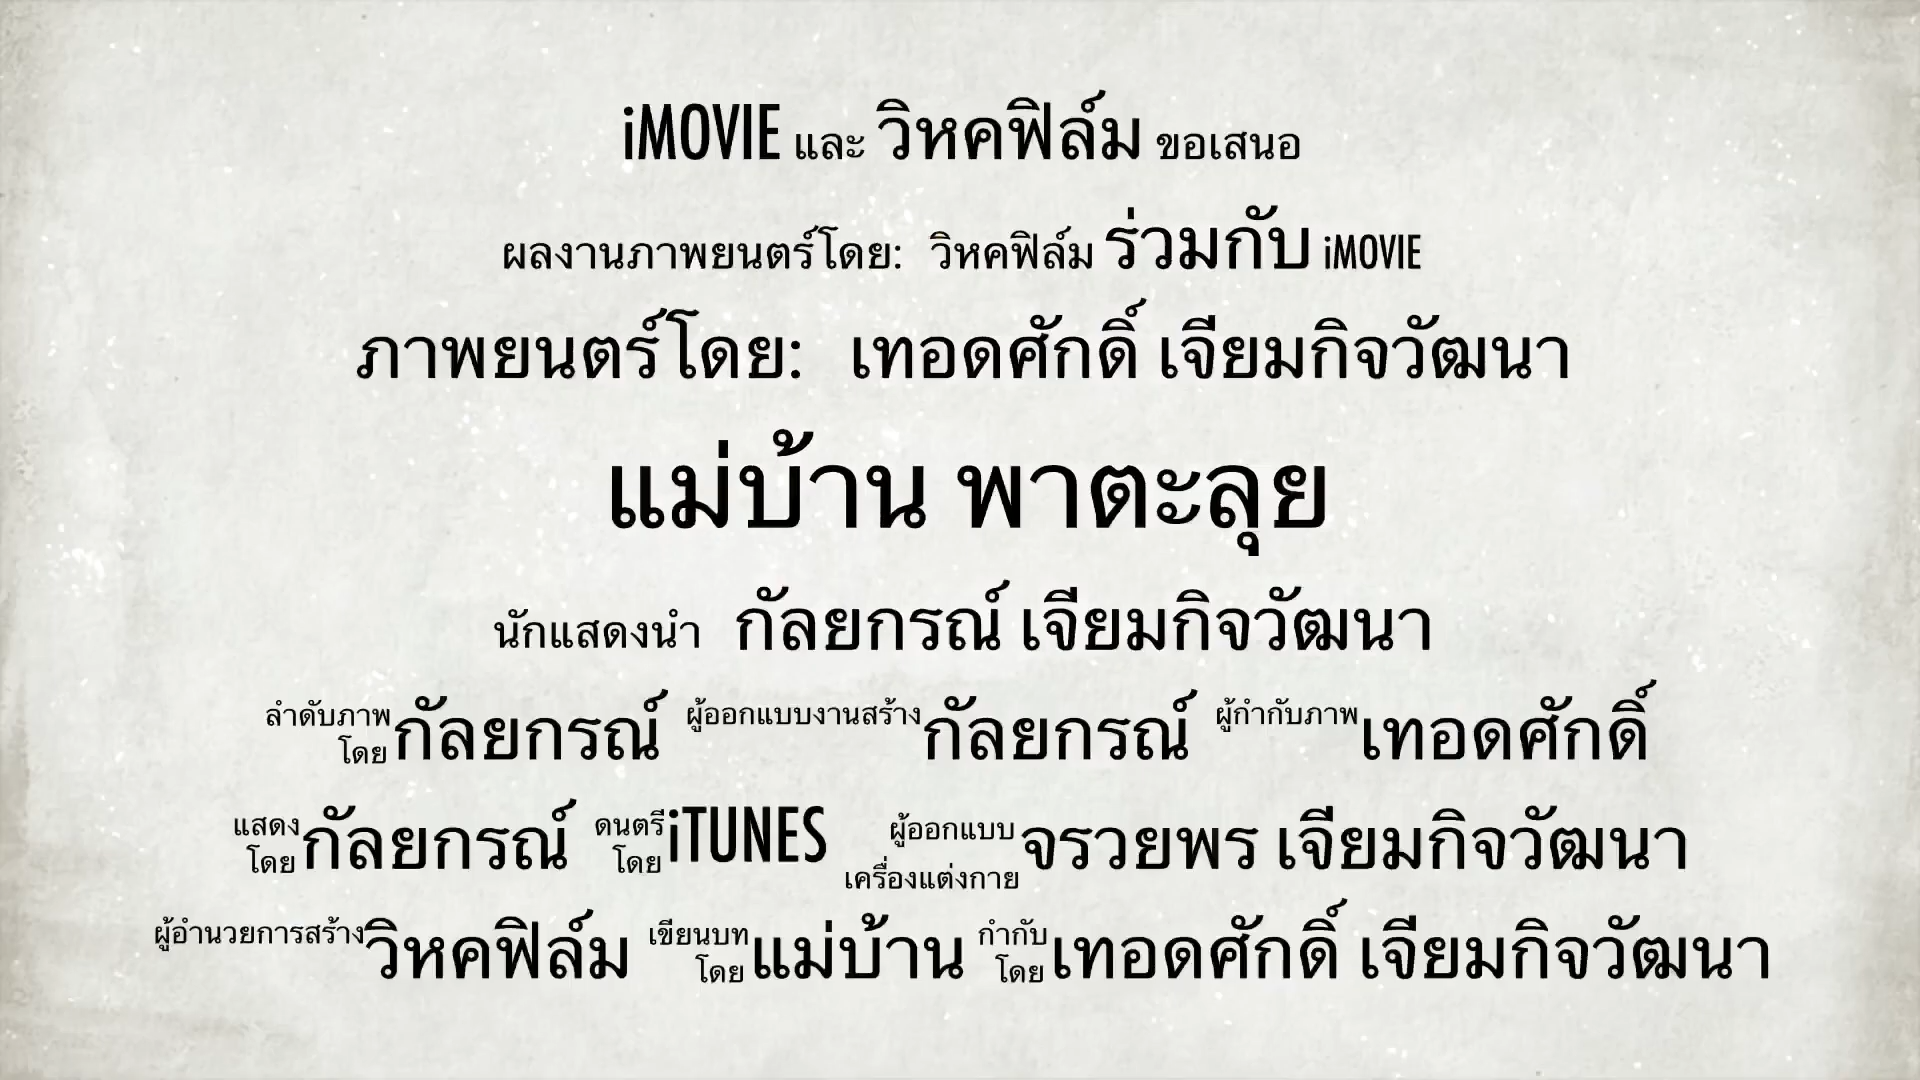 iMOVIE และ วิหคฟิล์ม ขอเสนอ
ผลงานภาพยนตร์โดย: วิหคฟิล์ม ร่วมกับ iMOVIE
ภาพยนตร์โดย: เทอดศักดิ์ เจียมกิจวัฒนา
แม่บ้าน พาตะลุย
นักแสดงนำ กัลยกรณ์ เจียมกิจวัฒนา
ลำดับภาพโดย กัลยกรณ์ ผู้ออกแบบงานสร้าง กัลยกรณ์ ผู้กำกับภาพ เทอดศักดิ์
แสดงโดย กัลยกรณ์ ดนตรีโดย iTUNES ผู้ออกแบบเครื่องแต่งกาย จรวยพร เจียมกิจวัฒนา
ผู้อำนวยการสร้าง วิหคฟิล์ม เขียนบทโดย แม่บ้าน กำกับโดย เทอดศักดิ์ เจียมกิจวัฒนา